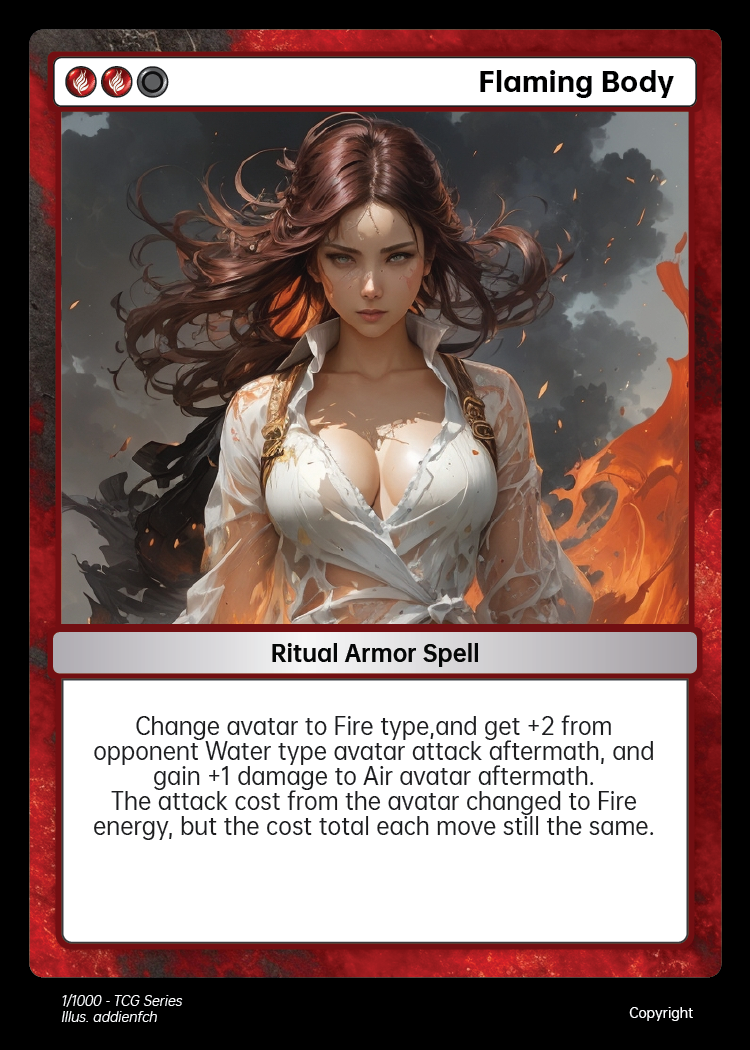 Flaming Body
Ritual Armor Spell
Change avatar to Fire type,and get +2 from
opponent Water type avatar attack aftermath, and
gain +1 damage to Air avatar aftermath.
The attack cost from the avatar changed to Fire
energy, but the cost total each move still the same.
1/1000 - TCG Series
Illus. addienfch
Copyright